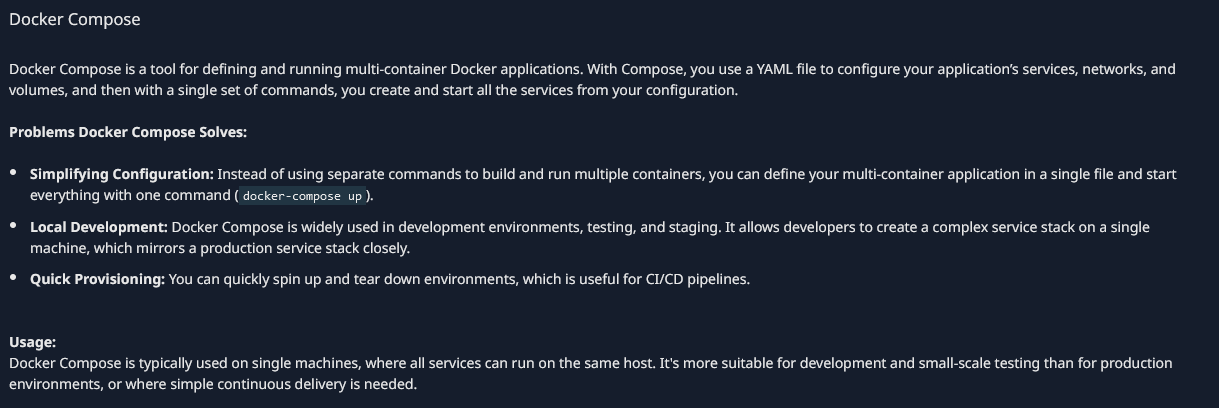 Docker Compose
Docker Compose is a tool for defining and running multi-container Docker applications. With Compose, you use a YAML file to configure your application’s services, networks, and
volumes, and then with a single set of commands, you create and start all the services from your configuration.
Problems Docker Compose Solves:
• Simplifying Configuration: Instead of using separate commands to build and run multiple containers, you can define your multi-container application in a single file and start
everything with one command (docker-compose up).
• Local Development: Docker Compose is widely used in development environments, testing, and staging. It allows developers to create a complex service stack on a single
machine, which mirrors a production service stack closely.
• Quick Provisioning: You can quickly spin up and tear down environments, which is useful for CI/CD pipelines.
Usage:
Docker Compose is typically used on single machines, where all services can run on the same host. It's more suitable for development and small-scale testing than for production
environments, or where simple continuous delivery is needed.